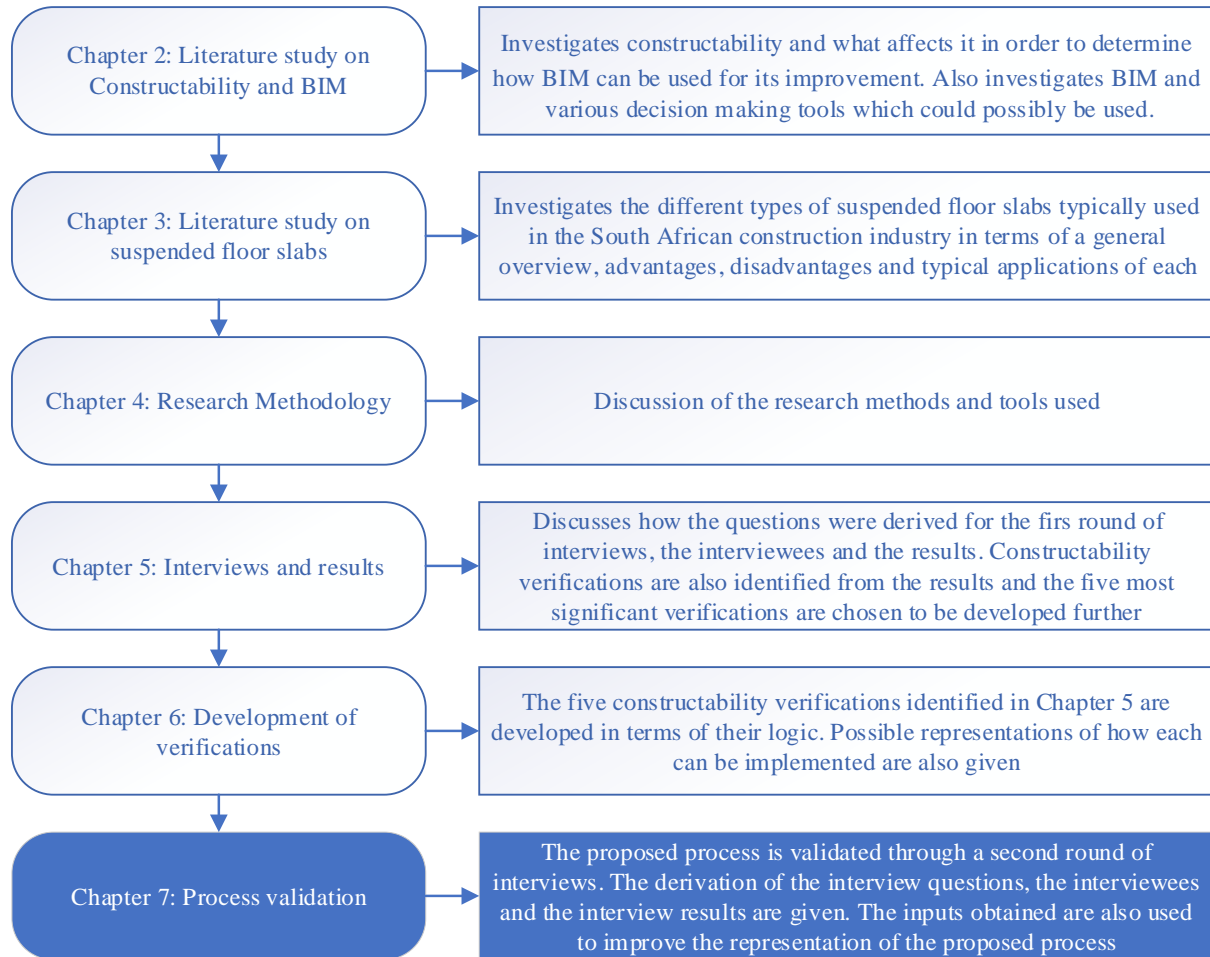 Chapter 2: Literature study on
Constructability and BIM
Investigates constructability and what affects it in order to determine
how BIM can be used for its improvement. Also investigates BIM and
various decision making tools which could possibly be used.
Chapter 3: Literature study on
suspended floor slabs
Investigates the different types of suspended floor slabs typically used
in the South African construction industry in terms of a general
overview, advantages, disadvantages and typical applications of each
Chapter 4: Research Methodology
Discussion of the research methods and tools used
Chapter 5: Interviews and results
Discusses how the questions were derived for the firs round of
interviews, the interviewees and the results. Constructability
verifications are also identified from the results and the five most
significant verifications are chosen to be developed further
Chapter 6: Development of
verifications
The five constructability verifications identified in Chapter 5 are
developed in terms of their logic. Possible representations of how each
can be implemented are also given
Chapter 7: Process validation
The proposed process is validated through a second round of
interviews. The derivation of the interview questions, the interviewees
and the interview results are given. The inputs obtained are also used
to improve the representation of the proposed process